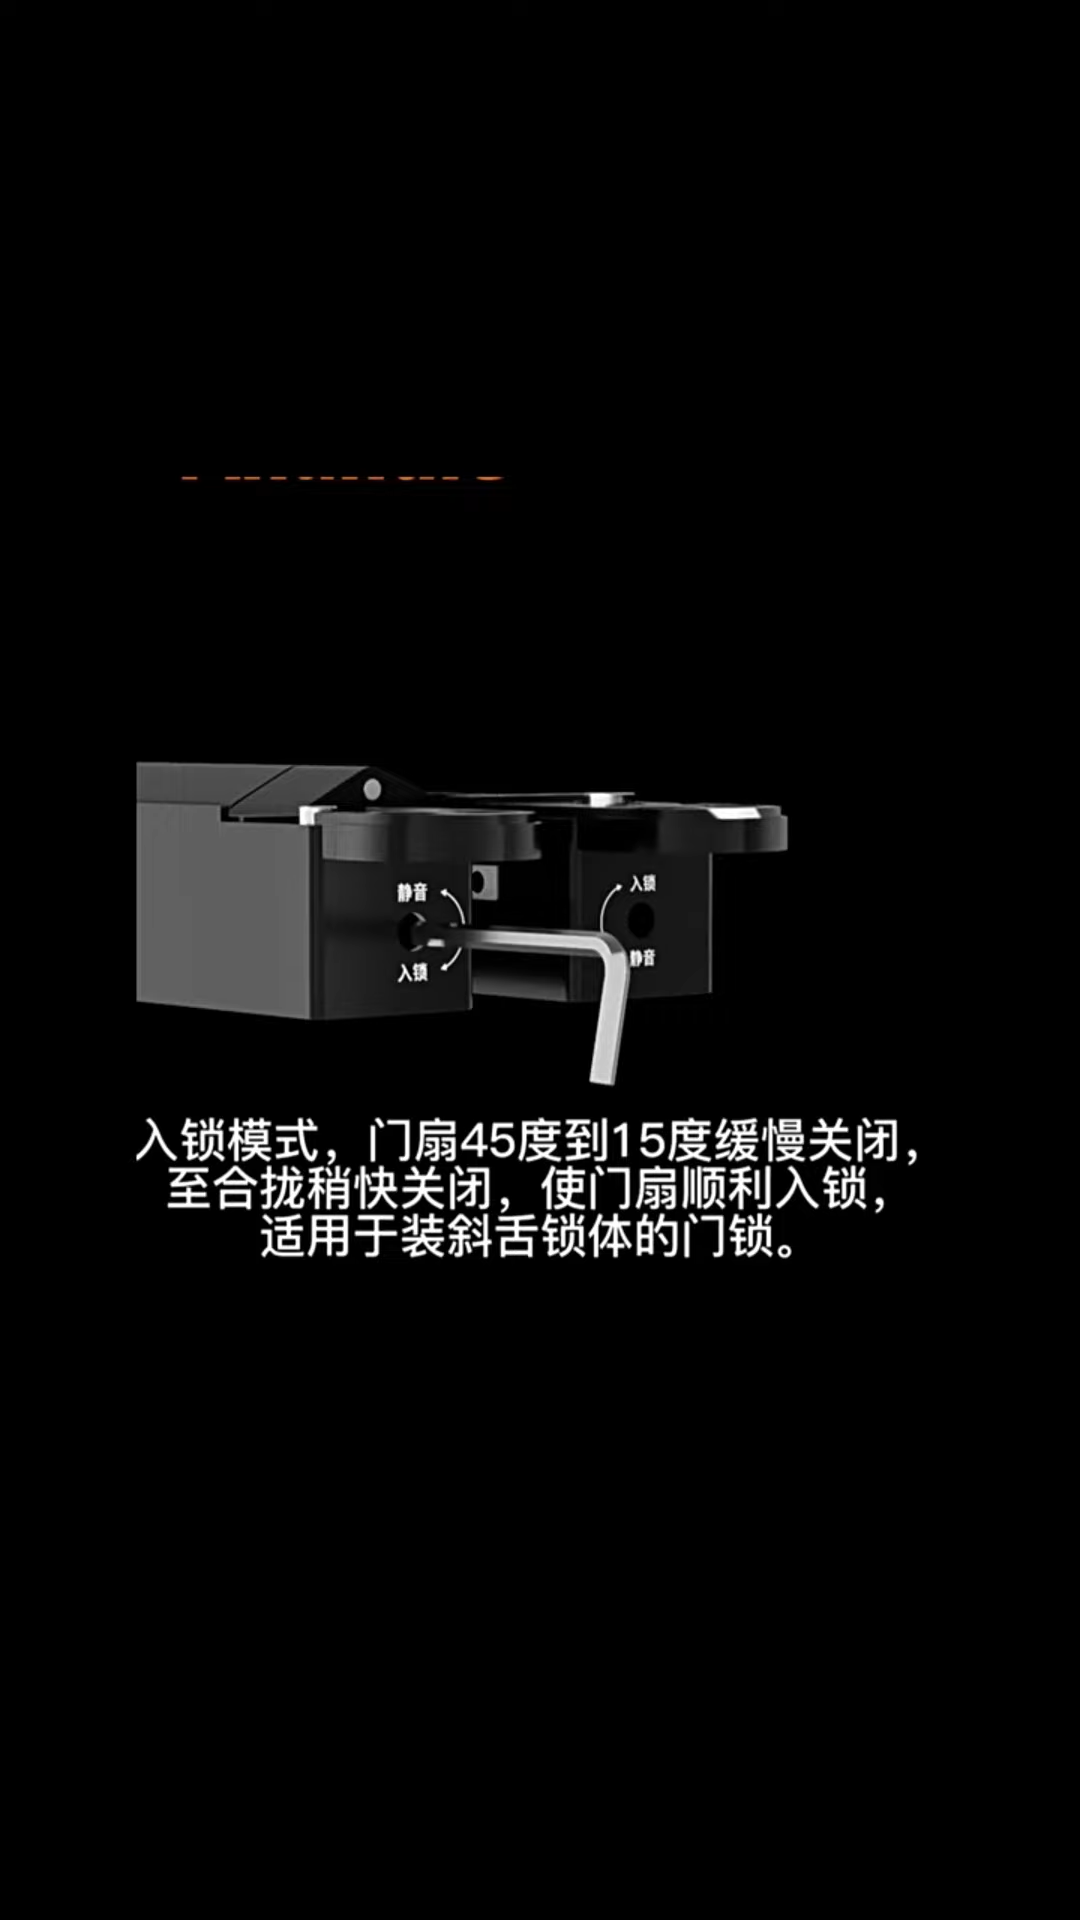 静音
入锁
入锁
静音
入锁模式，门扇45度到15度缓慢关闭，
至合拢稍快关闭，使门扇顺利入锁，
适用于装斜舌锁体的门锁。